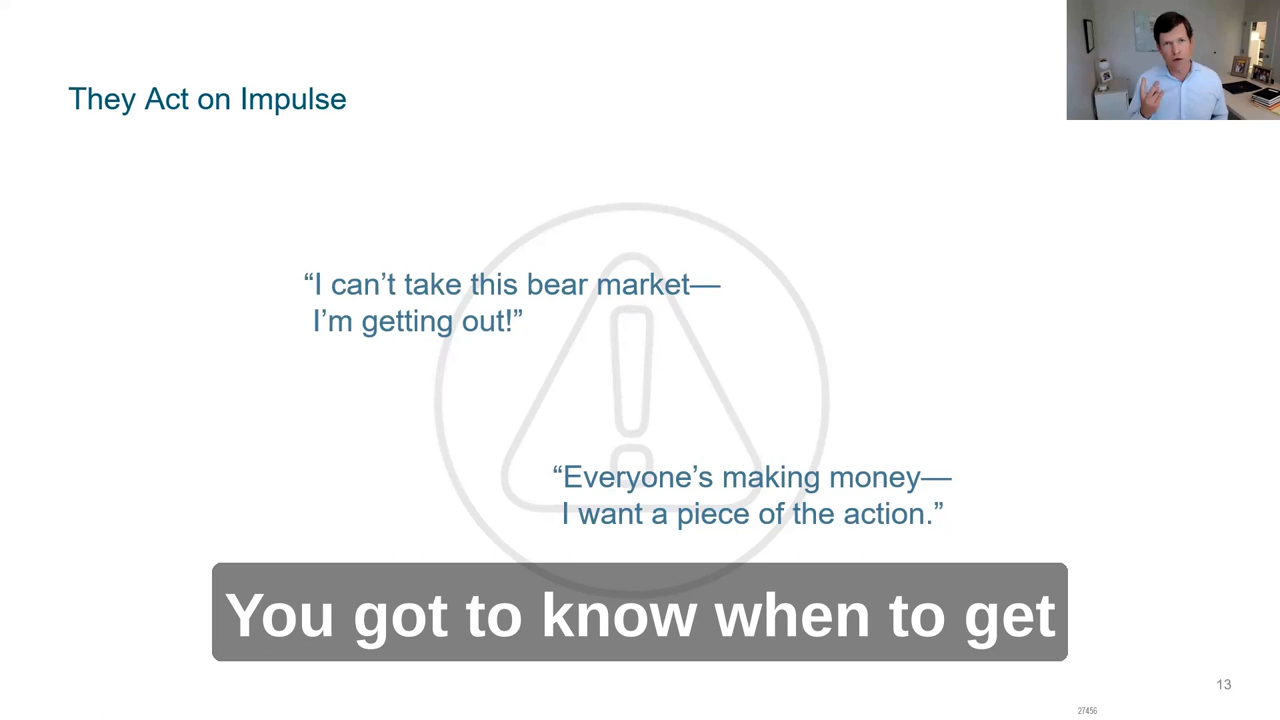 They Act on Impulse
“I can’t take this bear market—
I’m getting out!”
“Everyone’s making money—
I want a piece of the action.”
You got to know when to get
13
27456